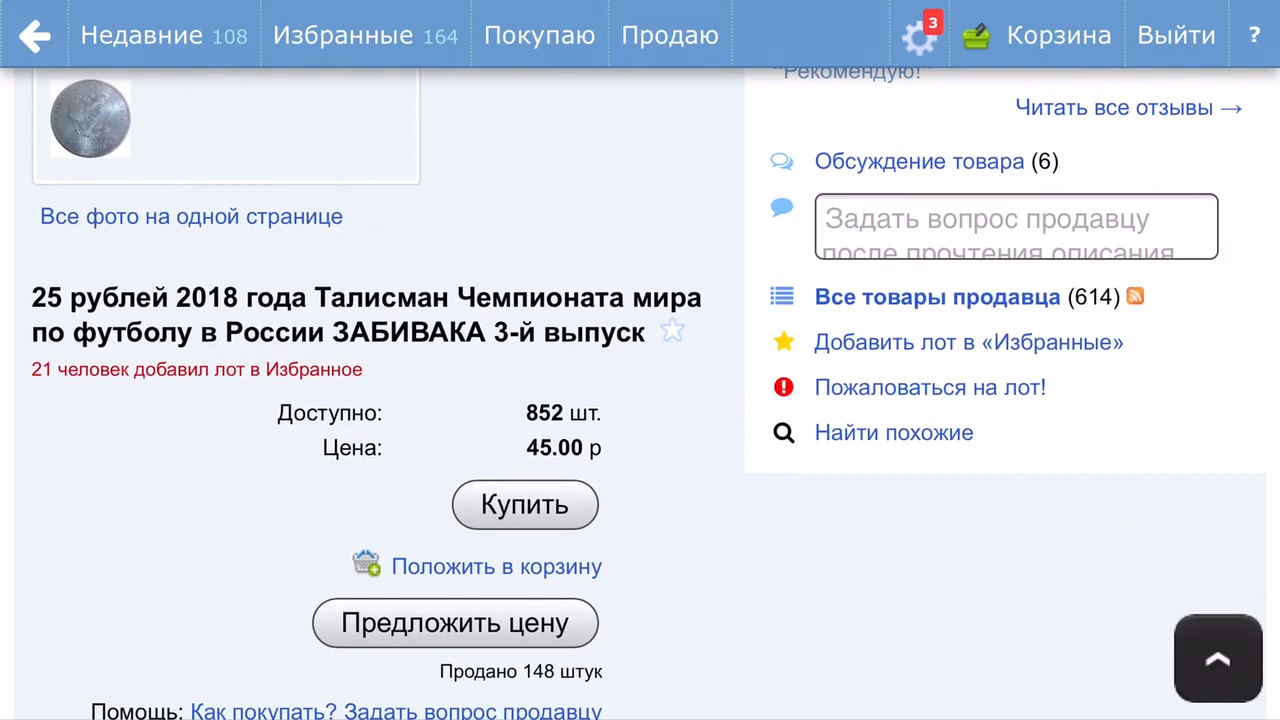 Недавние 108 Избранные 164 Покупаю Продаю 3 Корзина Выйти ?
"Рекомендую!"
Читать все отзывы →
Обсуждение товара (6)
Задать вопрос продавцу
после прочтения описания
Все товары продавца (614)
Добавить лот в «Избранные»
Пожаловаться на лот!
Найти похожие
Все фото на одной странице
25 рублей 2018 года Талисман Чемпионата мира
по футболу в России ЗАБИВАКА 3-й выпуск
21 человек добавил лот в Избранное
Доступно: 852 шт.
Цена: 45.00 р
Купить
Положить в корзину
Предложить цену
Продано 148 штук
Помощь: Как покупать? Задать вопрос продавцу